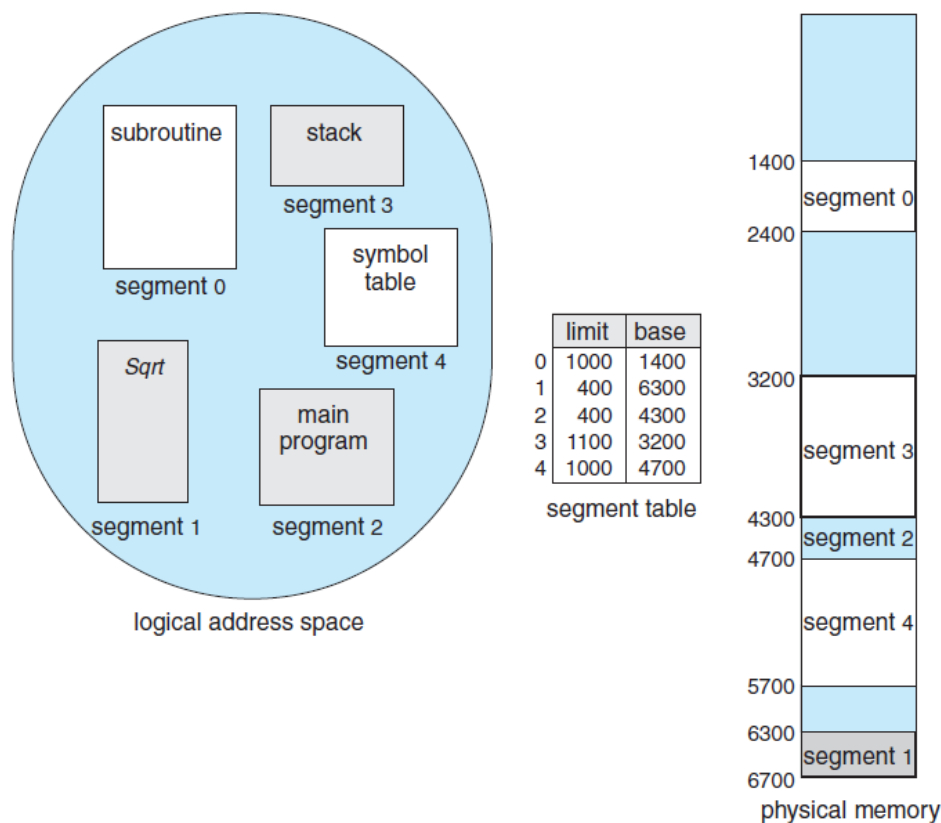 subroutine
segment 0
stack
segment 3
symbol
table
segment 4
Sqrt
segment 1
main
program
segment 2
logical address space
limit base
0 1000 1400
1 400 6300
2 400 4300
3 1100 3200
4 1000 4700
segment table
1400
segment 0
2400
3200
segment 3
4300
segment 2
4700
segment 4
5700
6300
segment 1
6700
physical memory